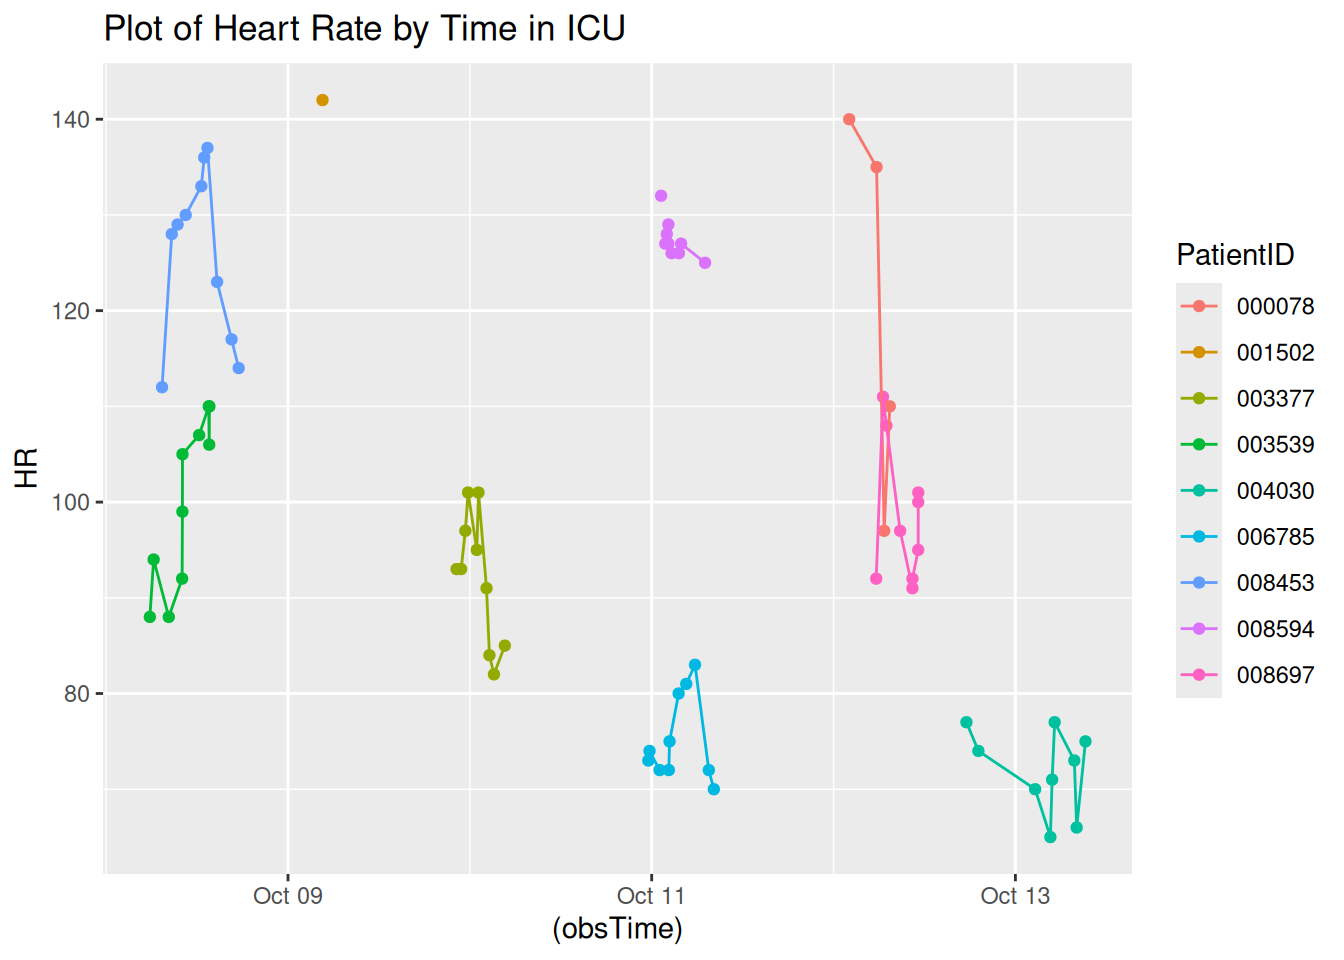 Plot of Heart Rate by Time in ICU
140
120
100
80
HR
Oct 09
Oct 11
Oct 13
(obsTime)
PatientID
000078
001502
003377
003539
004030
006785
008453
008594
008697